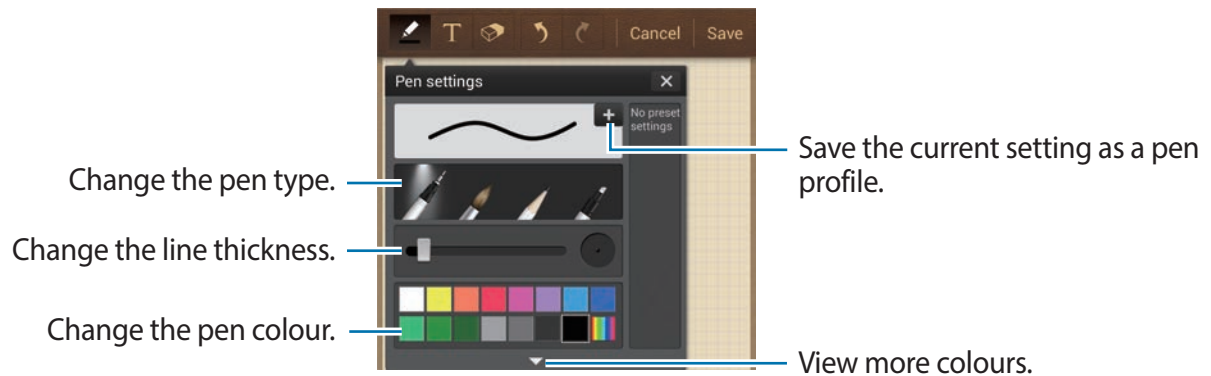 T Cancel Save
Pen settings
No preset
settings
Save the current setting as a pen
profile.
Change the pen type.
Change the line thickness.
Change the pen colour.
View more colours.